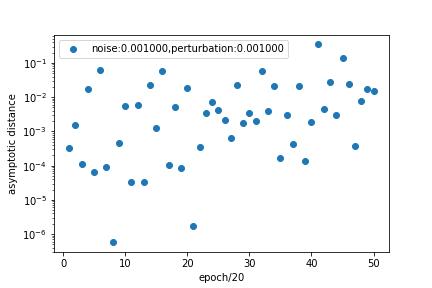 noise:0.001000,perturbation:0.001000
asymptotic distance
10⁻¹
10⁻²
10⁻³
10⁻⁴
10⁻⁵
10⁻⁶
0 10 20 30 40 50
epoch/20